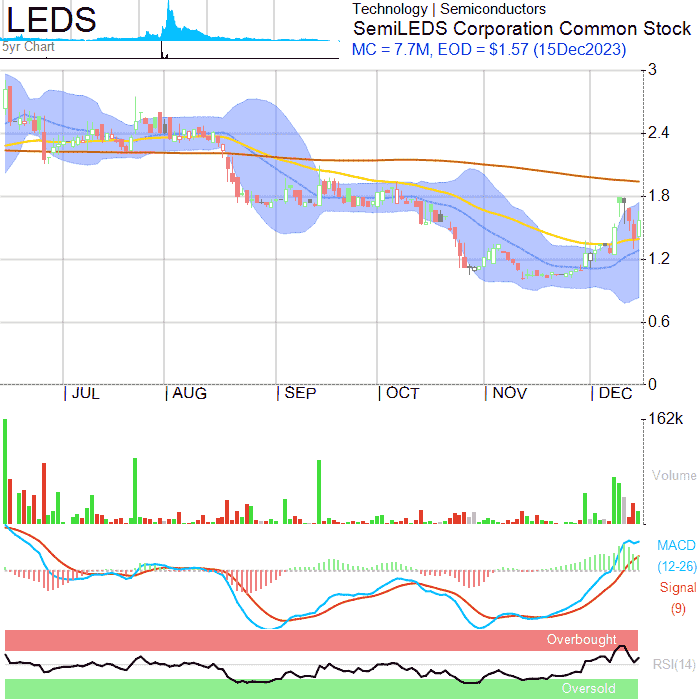 LEDS
5yr Chart
Technology | Semiconductors
SemiLEDS Corporation Common Stock
MC = 7.7M, EOD = $1.57 (15Dec2023)
3
2.4
1.8
1.2
0.6
0
JUL AUG SEP OCT NOV DEC
162k
Volume
MACD
(12-26)
Signal
(9)
Overbought
RSI(14)
Oversold